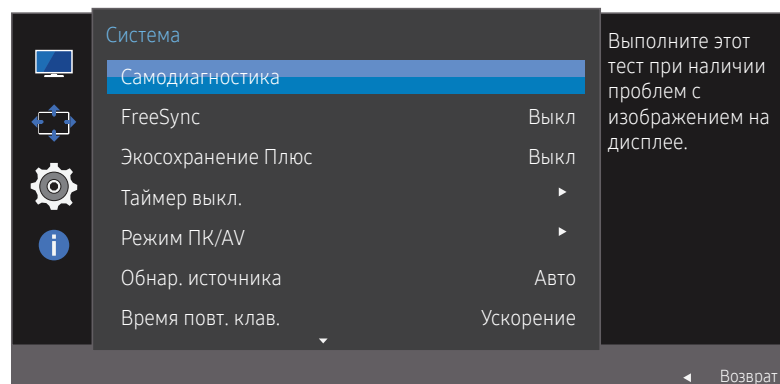 Система
Самодиагностика
FreeSync Выкл
Экосохранение Плюс Выкл
Таймер выкл.
Режим ПК/AV
Обнар. источника Авто
Время повт. клав. Ускорение
Выполните этот
тест при наличии
проблем с
изображением на
дисплее.
Возврат